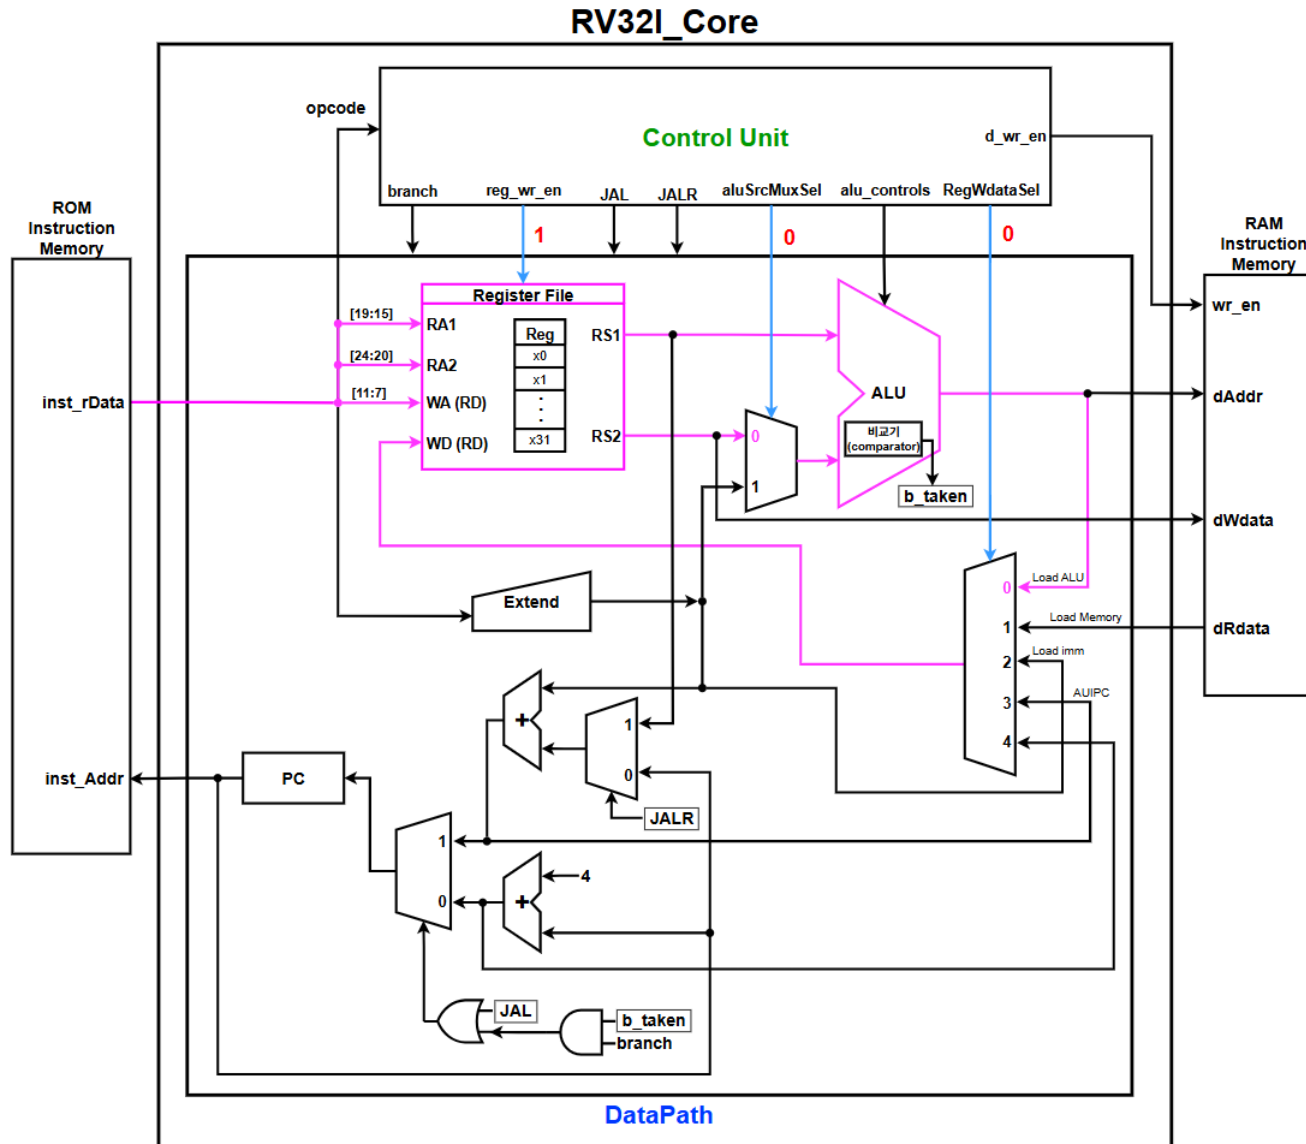 RV32I_Core
opcode
Control Unit
d_wr_en
branch
reg_wr_en
JAL
JALR
aluSrcMuxSel
alu_controls
RegWdataSel
ROM
Instruction
Memory
RAM
Instruction
Memory
1
0
0
Register File
[19:15]
RA1
Reg
RS1
x0
[24:20]
RA2
x1
inst_rData
[11:7]
WA (RD)
WD (RD)
x31
RS2
0
1
ALU
비교기
(comparator)
b_taken
wr_en
dAddr
dWdata
dRdata
Load ALU
0
Load Memory
1
Load imm
2
AUIPC
3
4
Extend
+
1
0
JALR
inst_Addr
PC
1
0
4
+
JAL
b_taken
branch
DataPath